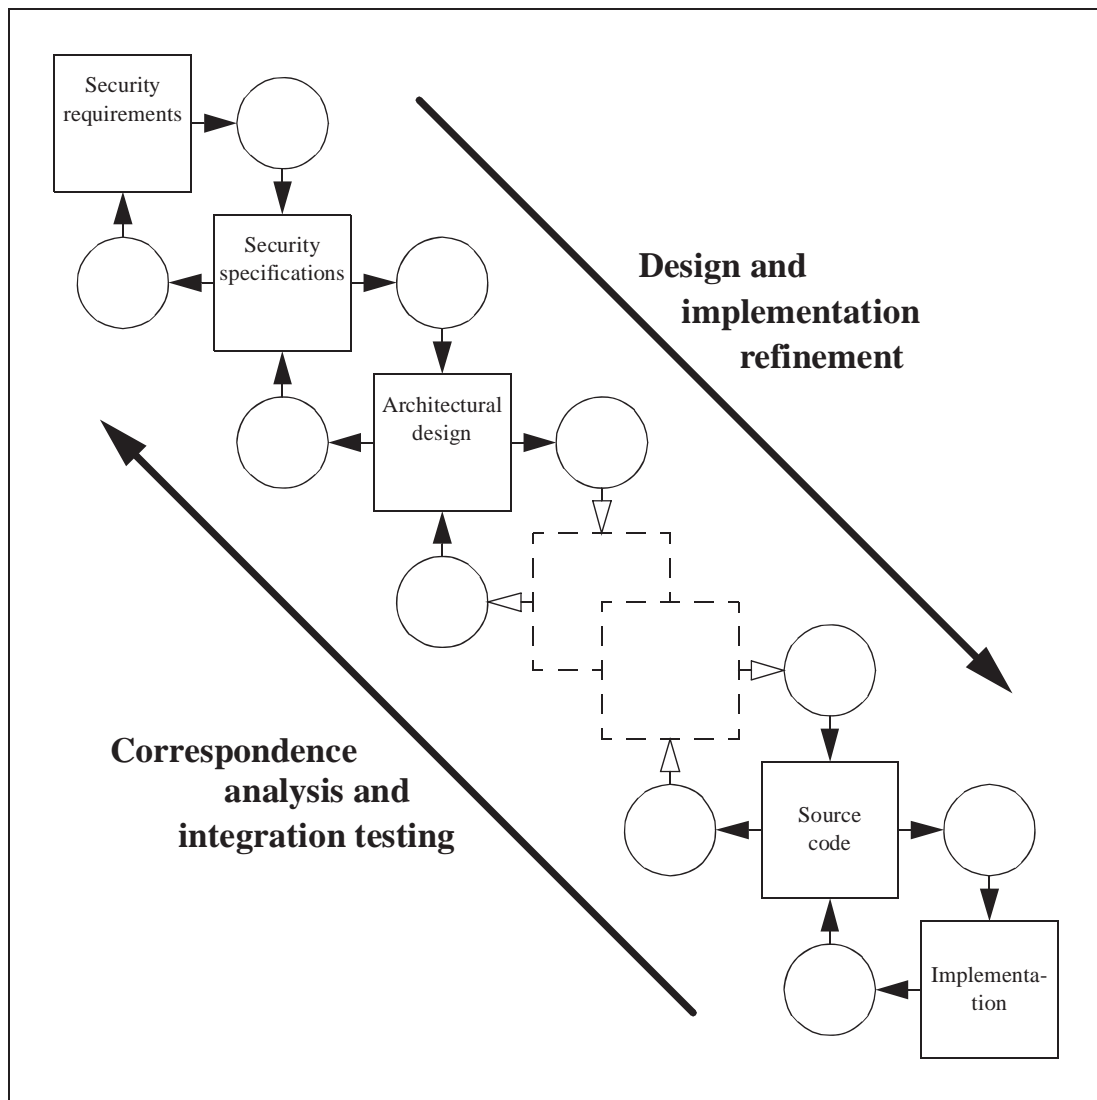 Security
requirements
Security
specifications
Design and
implementation
refinement
Architectural
design
Correspondence
analysis and
integration testing
Source
code
Implementa-
tion